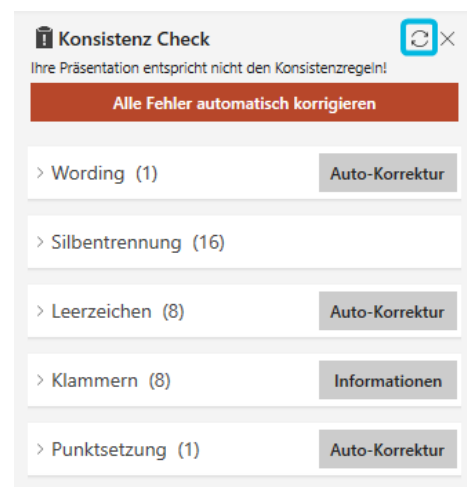 Konsistenz Check
Ihre Präsentation entspricht nicht den Konsistenzregeln!
Alle Fehler automatisch korrigieren
Wording (1) Auto-Korrektur
Silbentrennung (16)
Leerzeichen (8) Auto-Korrektur
Klammern (8) Informationen
Punktsetzung (1) Auto-Korrektur